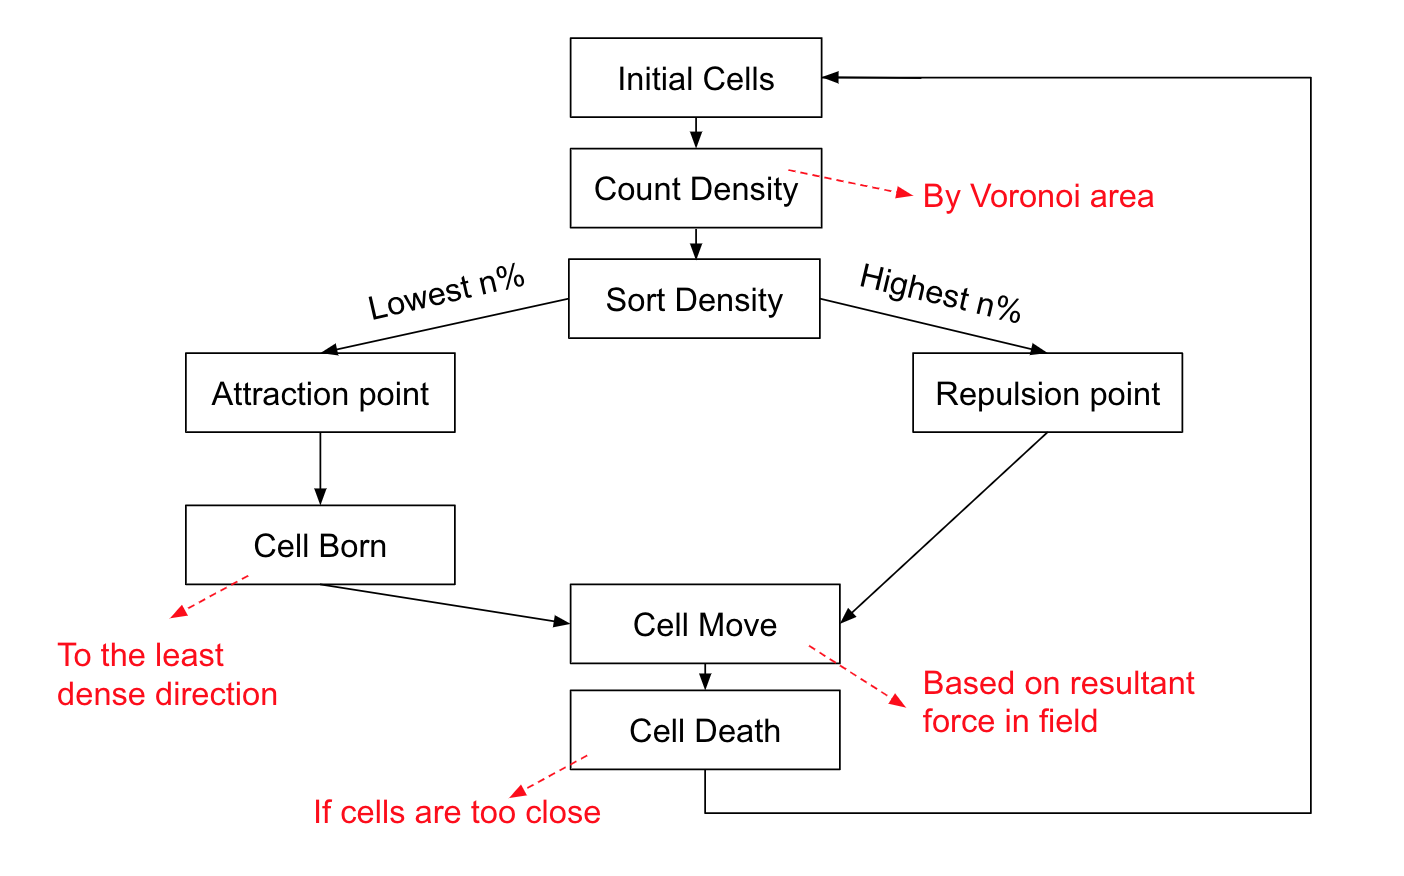 Initial Cells
Count Density
By Voronoi area
Sort Density
Lowest n%
Highest n%
Attraction point
Repulsion point
Cell Born
Cell Move
To the least
dense direction
Based on resultant
force in field
Cell Death
If cells are too close